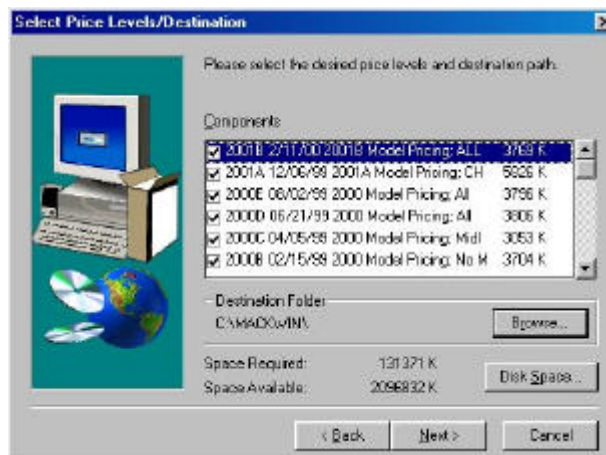 Select Price Levels/Destination
Please select the desired price levels and destination path.
Components
2001B 2/11/00 2001B Model Pricing; ALL 3769 K
2001A 12/06/99 2001A Model Pricing; CH 5826 K
2000E 08/02/99 2000 Model Pricing; All 3796 K
2000D 06/21/99 2000 Model Pricing; All 3806 K
2000C 04/05/99 2000 Model Pricing; Midl 3053 K
2000B 02/15/99 2000 Model Pricing; No M 3704 K
Destination Folder
C:\MACKWIN\
Browse...
Space Required: 131371 K
Space Available: 2096832 K
Disk Space...
< Back
Next >
Cancel